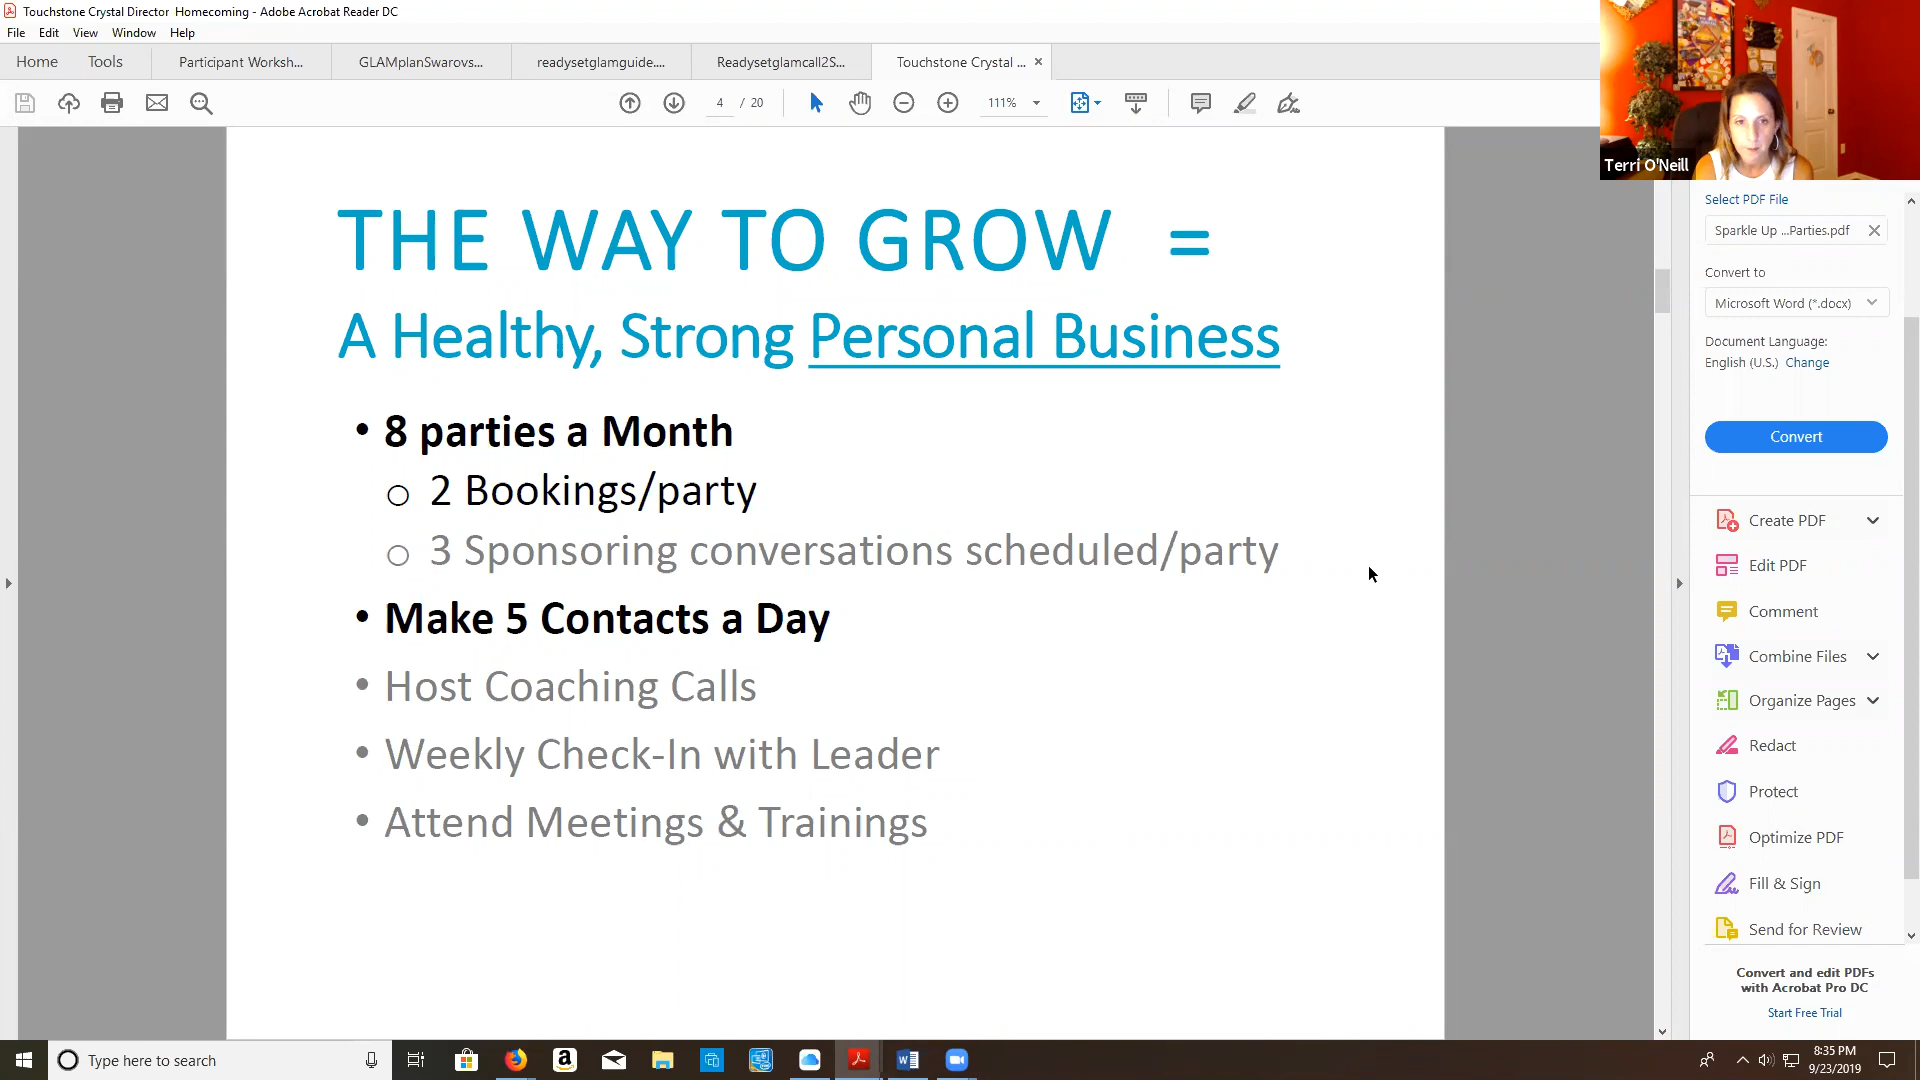 Touchstone Crystal Director  Homecoming - Adobe Acrobat Reader DC
File Edit View Window Help
Home Tools Participant Worksh... GLAMplanSwarovs... readysetglamguide.... Readysetglamcall2S... Touchstone Crystal ... ×
4 / 20 111%
Terri O'Neill
THE WAY TO GROW =
A Healthy, Strong Personal Business
• 8 parties a Month
o 2 Bookings/party
o 3 Sponsoring conversations scheduled/party
• Make 5 Contacts a Day
• Host Coaching Calls
• Weekly Check-In with Leader
• Attend Meetings & Trainings
Select PDF File
Sparkle Up ...Parties.pdf
Convert to
Microsoft Word (*.docx)
Document Language:
English (U.S.) Change
Convert
Create PDF
Edit PDF
Comment
Combine Files
Organize Pages
Redact
Protect
Optimize PDF
Fill & Sign
Send for Review
Convert and edit PDFs
with Acrobat Pro DC
Start Free Trial
Type here to search
8:35 PM
9/23/2019